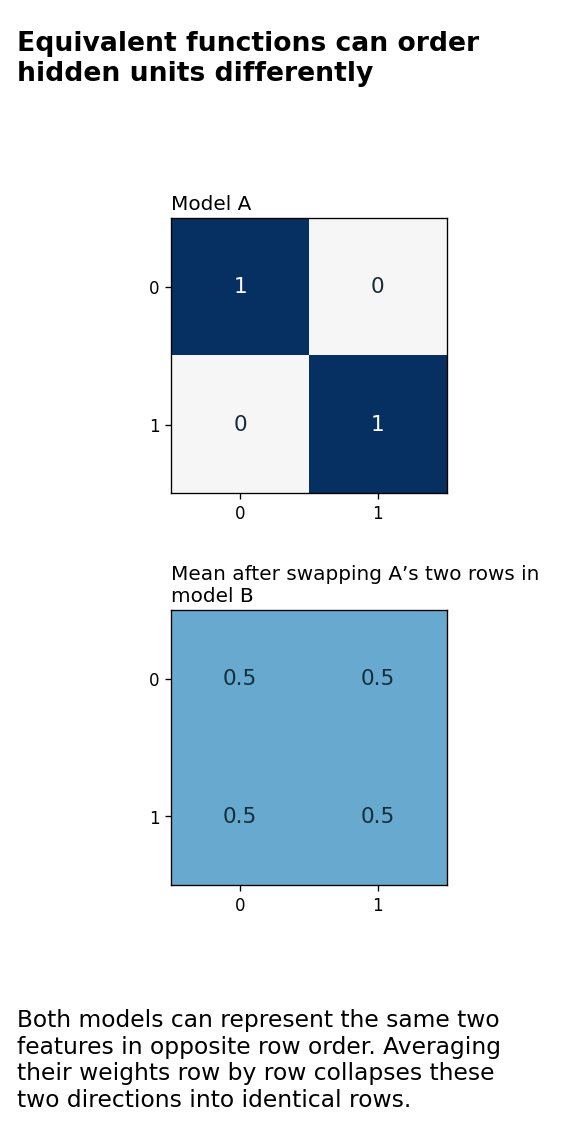 Equivalent functions can order
hidden units differently
Model A
0
1
0
0
1
1
0
1
Mean after swapping A’s two rows in
model B
0
0.5
0.5
1
0.5
0.5
0
1
Both models can represent the same two
features in opposite row order. Averaging
their weights row by row collapses these
two directions into identical rows.